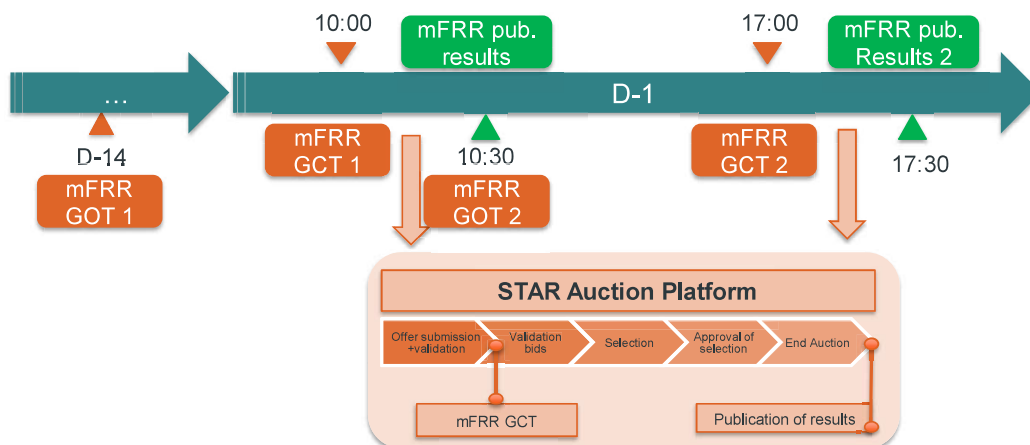 10:00
17:00
mFRR pub.
results
mFRR pub.
Results 2
...
D-1
D-14
mFRR
GOT 1
mFRR
GCT 1
10:30
mFRR
GOT 2
mFRR
GCT 2
17:30
STAR Auction Platform
Offer submission
+validation
Validation
bids
Selection
Approval of
selection
End Auction
mFRR GCT
Publication of results